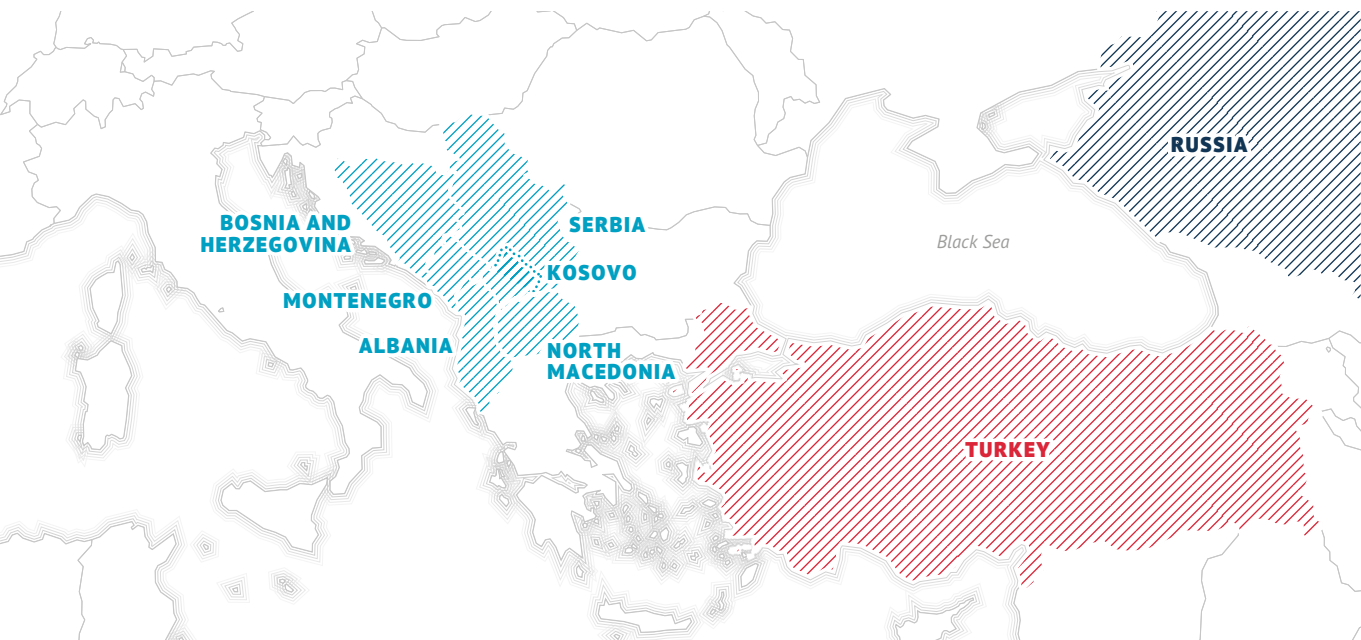 RUSSIA
BOSNIA AND
HERZEGOVINA
SERBIA
Black Sea
KOSOVO
MONTENEGRO
ALBANIA
NORTH
MACEDONIA
TURKEY